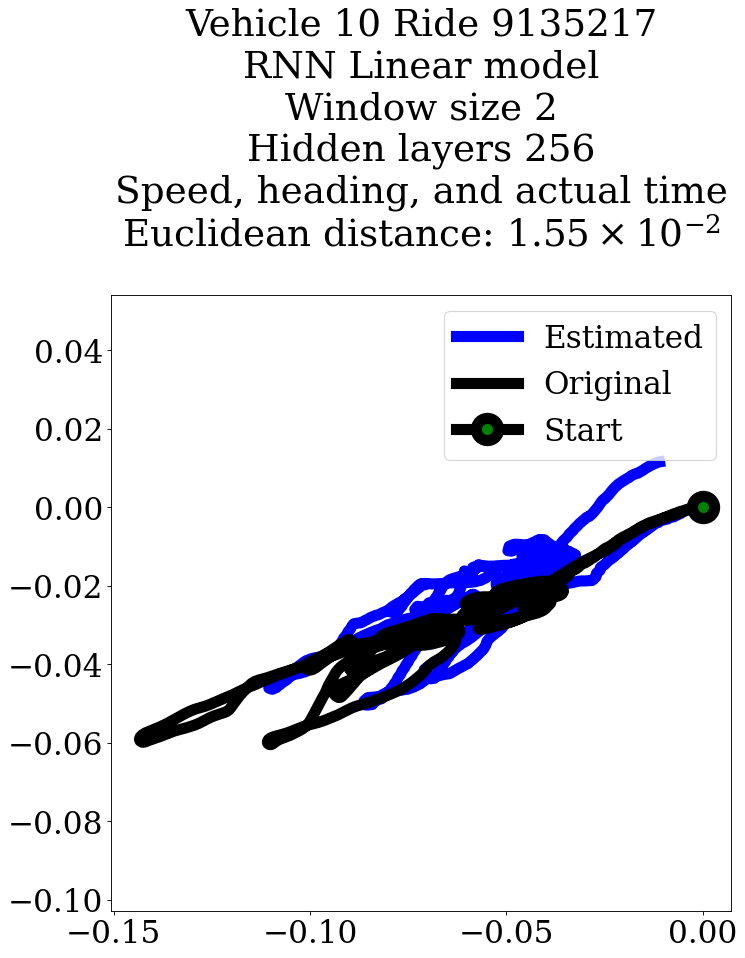 Vehicle 10 Ride 9135217
RNN Linear model
Window size 2
Hidden layers 256
Speed, heading, and actual time
Euclidean distance: 1.55 × 10⁻²
Estimated
Original
Start
0.04
0.02
0.00
−0.02
−0.04
−0.06
−0.08
−0.10
−0.15
−0.10
−0.05
0.00